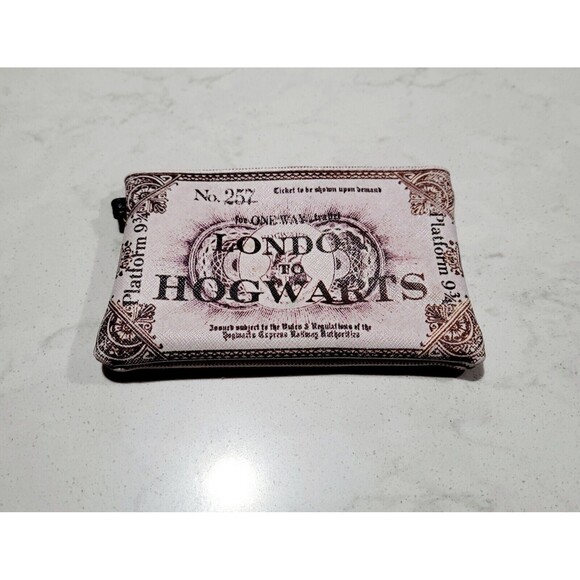 No. 257
Ticket to be shown upon demand
for ONE WAY travel
LONDON
TO
HOGWARTS
Issued subject to the Rules & Regulations of the
Hogwarts Express Railway Authorities
Platform 9¾
Platform 9¾